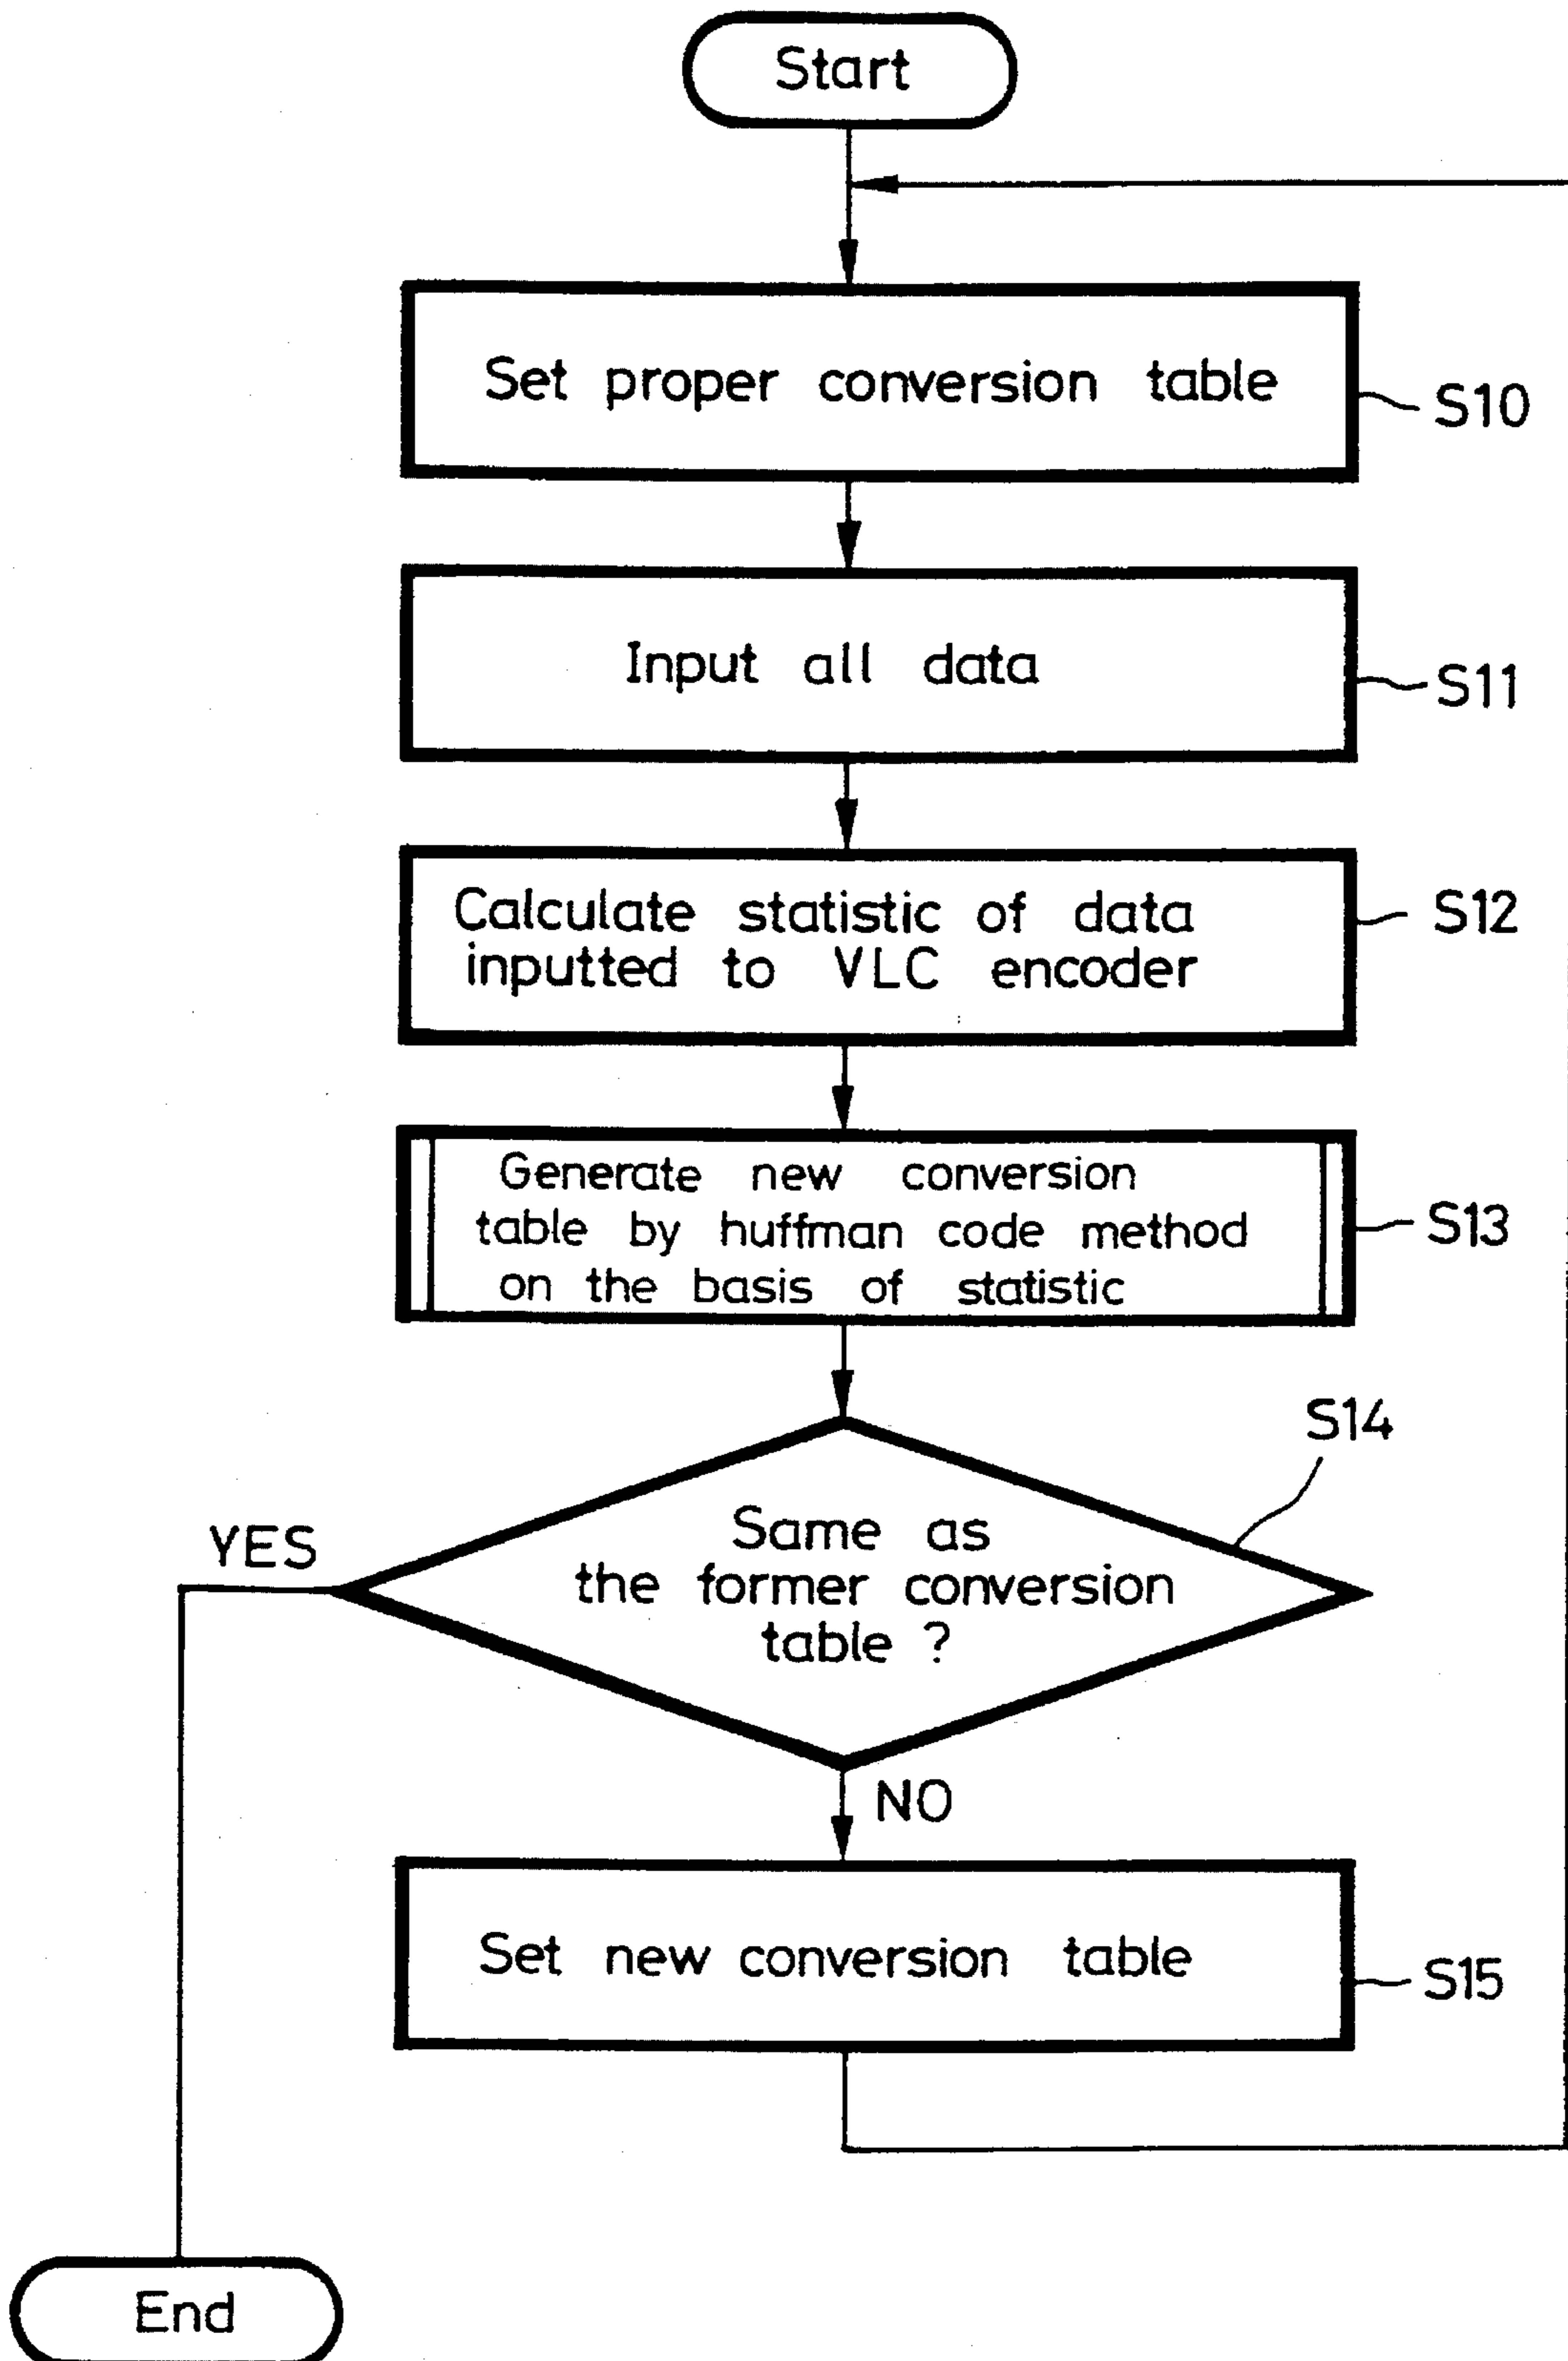 Start
Set proper conversion table
S10
Input all data
S11
Calculate statistic of data
inputted to VLC encoder
S12
Generate new conversion
table by huffman code method
on the basis of statistic
S13
S14
YES
Same as
the former conversion
table ?
NO
Set new conversion table
S15
End